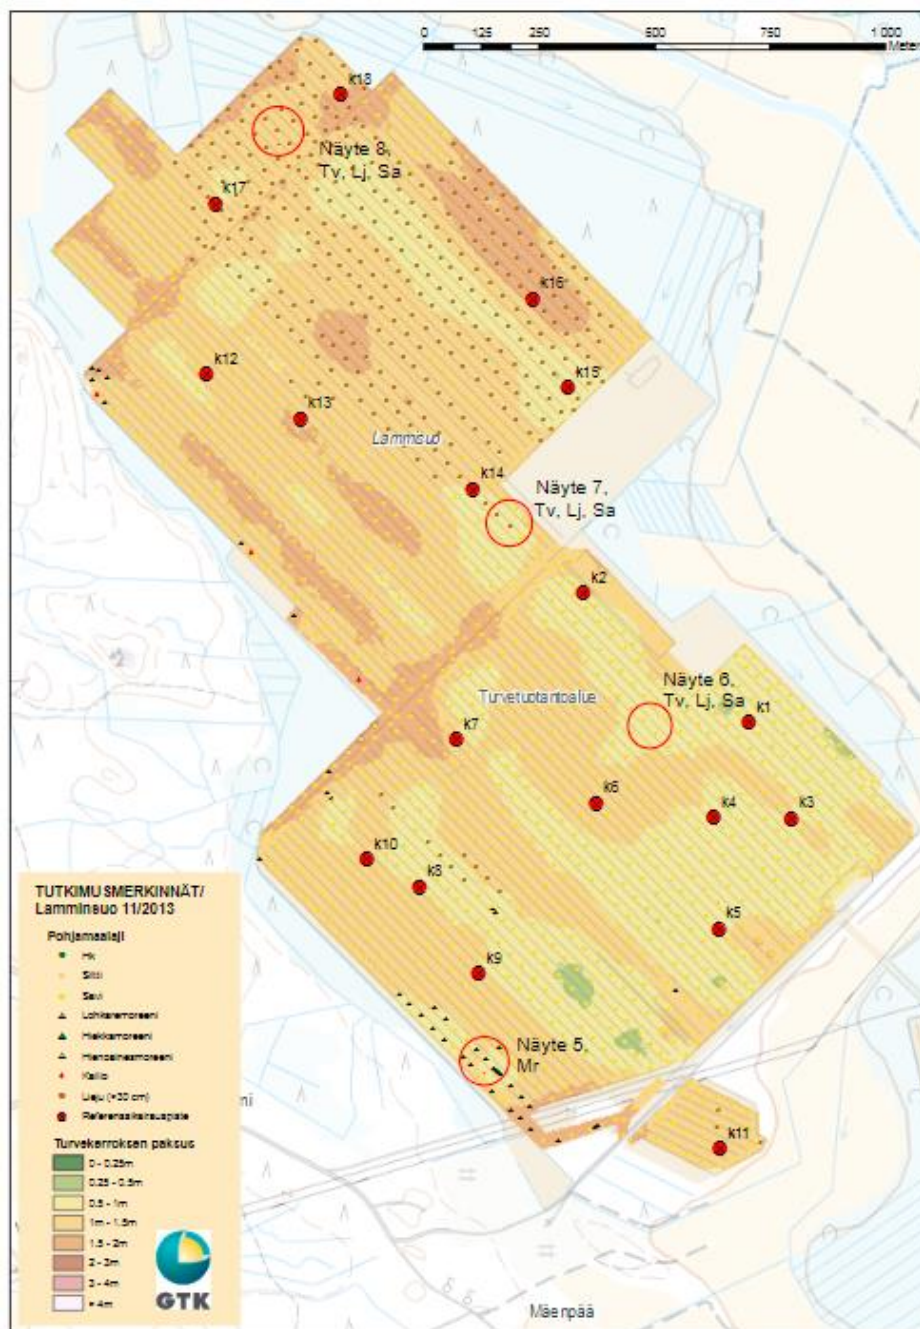 0 125 250 500 750 1 000
Meter
k18
Näyte 8,
Tv, Lj, Sa
k17
k16
k12
k15
k13
Lammisuo
k14
Näyte 7,
Tv, Lj, Sa
k2
Näyte 6,
Tv, Lj, Sa
Turvetuotantoalue
k1
k7
k6
k4
k3
k10
k8
k5
k9
Näyte 5,
Mr
k11
TUTKIMUSMERKINNÄT/
Lamminsuo 11/2013
Pohjamaalaji
Hk
Siltti
Savi
Lohkaremoreeni
Hiekkamoreeni
Hienoainesmoreeni
Kallio
Lieju (>30 cm)
Referenssikairauspiste
Turvekerroksen paksuus
0 - 0.25m
0.25 - 0.5m
0.5 - 1m
1m - 1.5m
1.5 - 2m
2 - 3m
3 - 4m
> 4m
GTK
Mäenpää